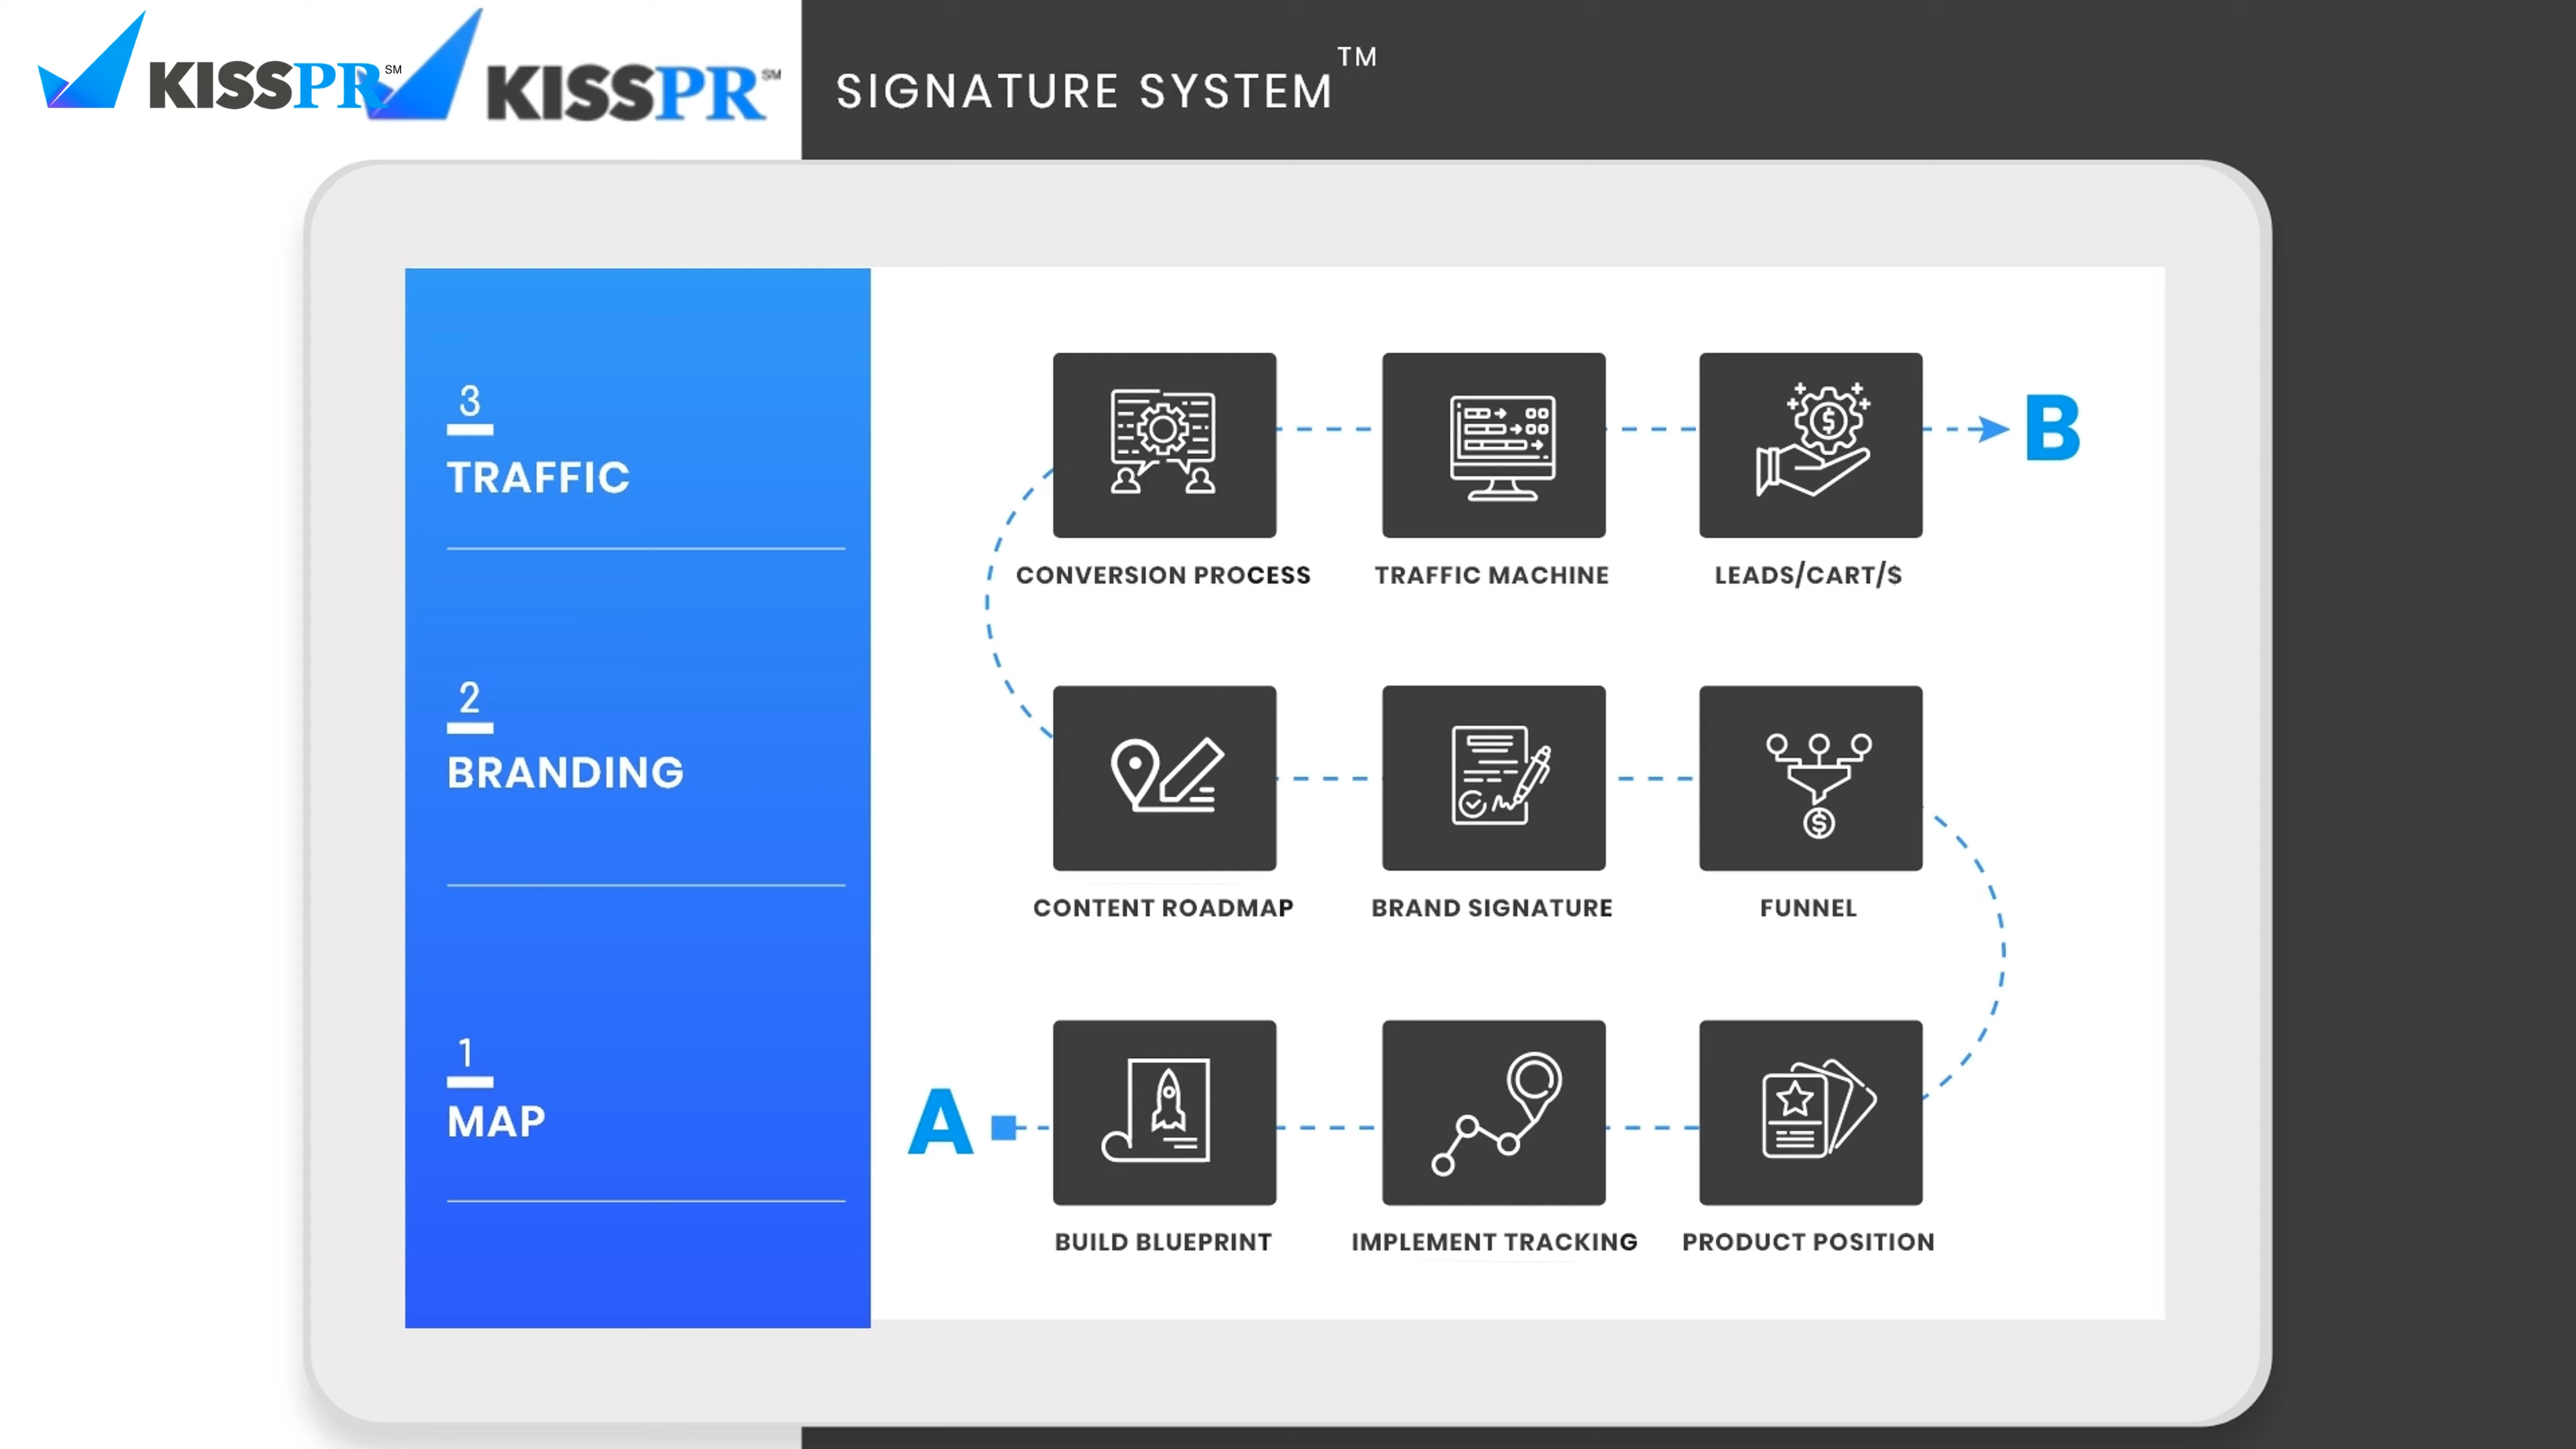 KISSPR℠
KISSPR℠
SIGNATURE SYSTEM™
3
TRAFFIC
CONVERSION PROCESS
TRAFFIC MACHINE
LEADS/CART/$
B
2
BRANDING
CONTENT ROADMAP
BRAND SIGNATURE
FUNNEL
1
MAP
A
BUILD BLUEPRINT
IMPLEMENT TRACKING
PRODUCT POSITION